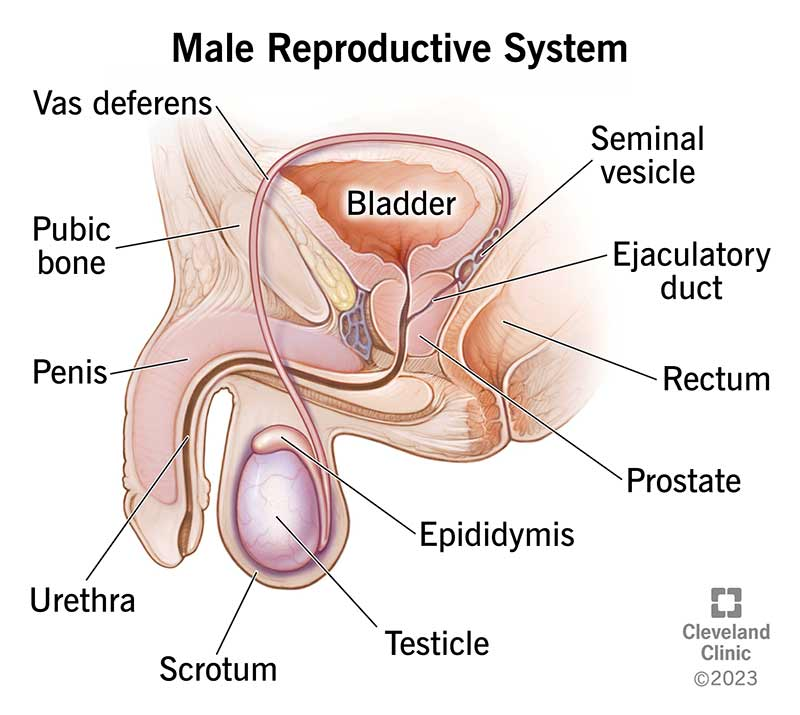 Male Reproductive System
Vas deferens
Seminal
vesicle
Bladder
Pubic
bone
Ejaculatory
duct
Penis
Rectum
Prostate
Epididymis
Urethra
Testicle
Scrotum
Cleveland
Clinic
©2023